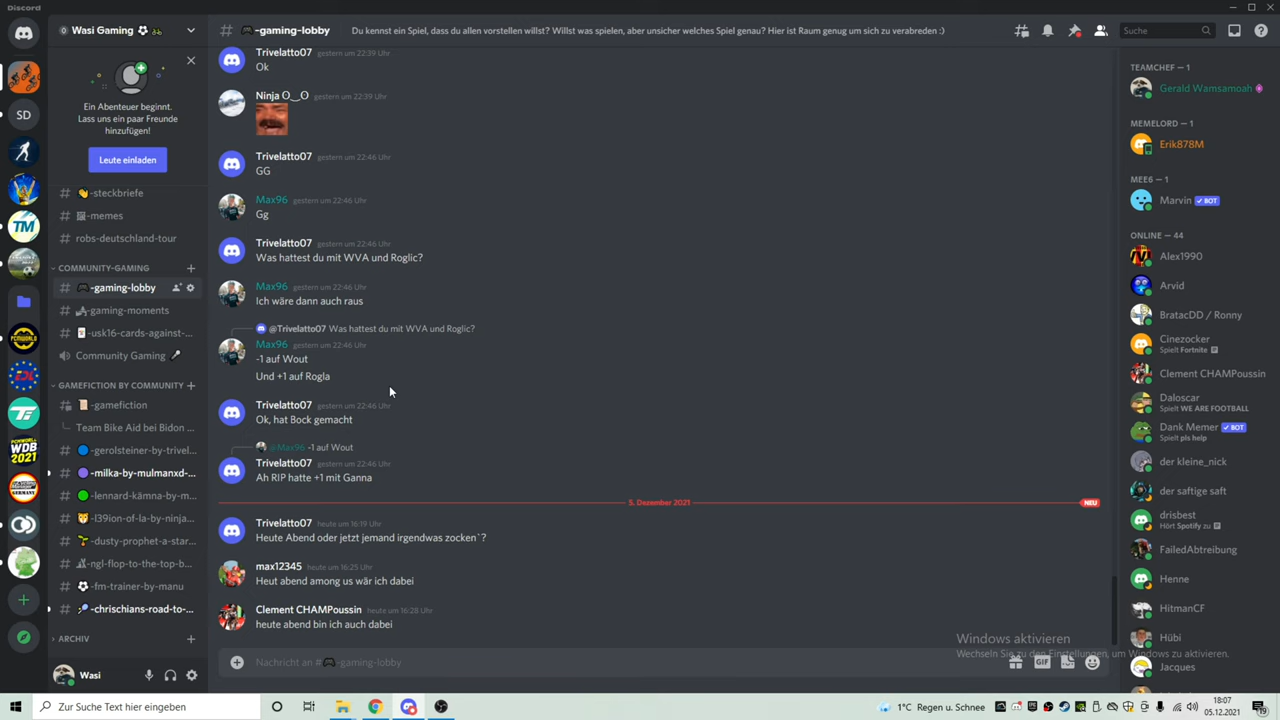 Discord
Wasi Gaming
Ein Abenteuer beginnt.
Lass uns ein paar Freunde
hinzufügen!
Leute einladen
-steckbriefe
-memes
robs-deutschland-tour
COMMUNITY-GAMING
-gaming-lobby
-gaming-moments
-usk16-cards-against-...
Community Gaming
GAMEFICTION BY COMMUNITY
-gamefiction
Team Bike Aid bei Bidon ...
-gerolsteiner-by-trivel...
-milka-by-mulmanxd-...
-lennard-kämna-by-m...
-l39ion-of-la-by-ninja...
-dusty-prophet-a-star...
-ngl-flop-to-the-top-b...
-fm-trainer-by-manu
-chrischians-road-to-...
ARCHIV
Wasi
SD
TM
PCMWORLD
TF
WDB
2021
-gaming-lobby
Du kennst ein Spiel, dass du allen vorstellen willst? Willst was spielen, aber unsicher welches Spiel genau? Hier ist Raum genug um sich zu verabreden :)
Suche
Trivelatto07 gestern um 22:39 Uhr
Ok
Ninja ʘ‿ʘ gestern um 22:39 Uhr
Trivelatto07 gestern um 22:46 Uhr
GG
Max96 gestern um 22:46 Uhr
Gg
Trivelatto07 gestern um 22:46 Uhr
Was hattest du mit WVA und Roglic?
Max96 gestern um 22:46 Uhr
Ich wäre dann auch raus
@Trivelatto07 Was hattest du mit WVA und Roglic?
Max96 gestern um 22:46 Uhr
-1 auf Wout
Und +1 auf Rogla
Trivelatto07 gestern um 22:46 Uhr
Ok, hat Bock gemacht
@Max96 -1 auf Wout
Trivelatto07 gestern um 22:46 Uhr
Ah RIP hatte +1 mit Ganna
5. Dezember 2021
NEU
Trivelatto07 heute um 16:19 Uhr
Heute Abend oder jetzt jemand irgendwas zocken`?
max12345 heute um 16:25 Uhr
Heut abend among us wär ich dabei
Clement CHAMPoussin heute um 16:28 Uhr
heute abend bin ich auch dabei
Nachricht an #-gaming-lobby
GIF
TEAMCHEF — 1
Gerald Wamsamoah
MEMELORD — 1
Erik878M
MEE6 — 1
Marvin BOT
ONLINE — 44
Alex1990
Arvid
BratacDD / Ronny
Cinezocker
Spielt Fortnite
Clement CHAMPoussin
Daloscar
Spielt WE ARE FOOTBALL
Dank Memer BOT
Spielt pls help
der kleine_nick
der saftige saft
drisbest
Hört Spotify zu
FailedAbtreibung
Henne
HitmanCF
Hübi
Jacques
Windows aktivieren
Wechseln Sie zu den Einstellungen, um Windows zu aktivieren.
Zur Suche Text hier eingeben
1°C Regen u. Schnee
18:07
05.12.2021
19